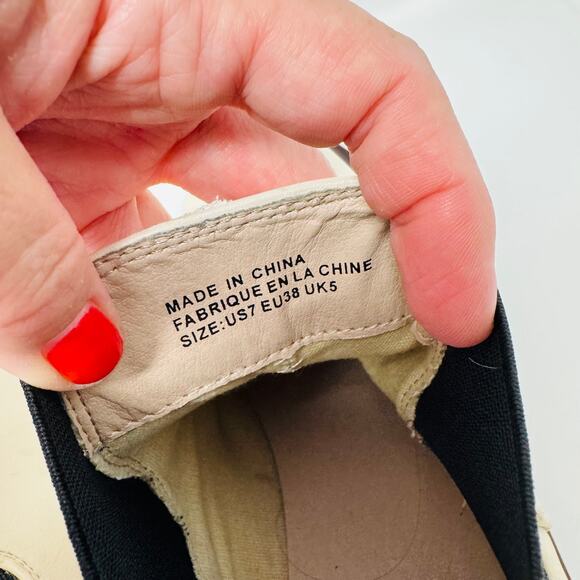 MADE IN CHINA
FABRIQUE EN LA CHINE
SIZE:US7 EU38 UK5